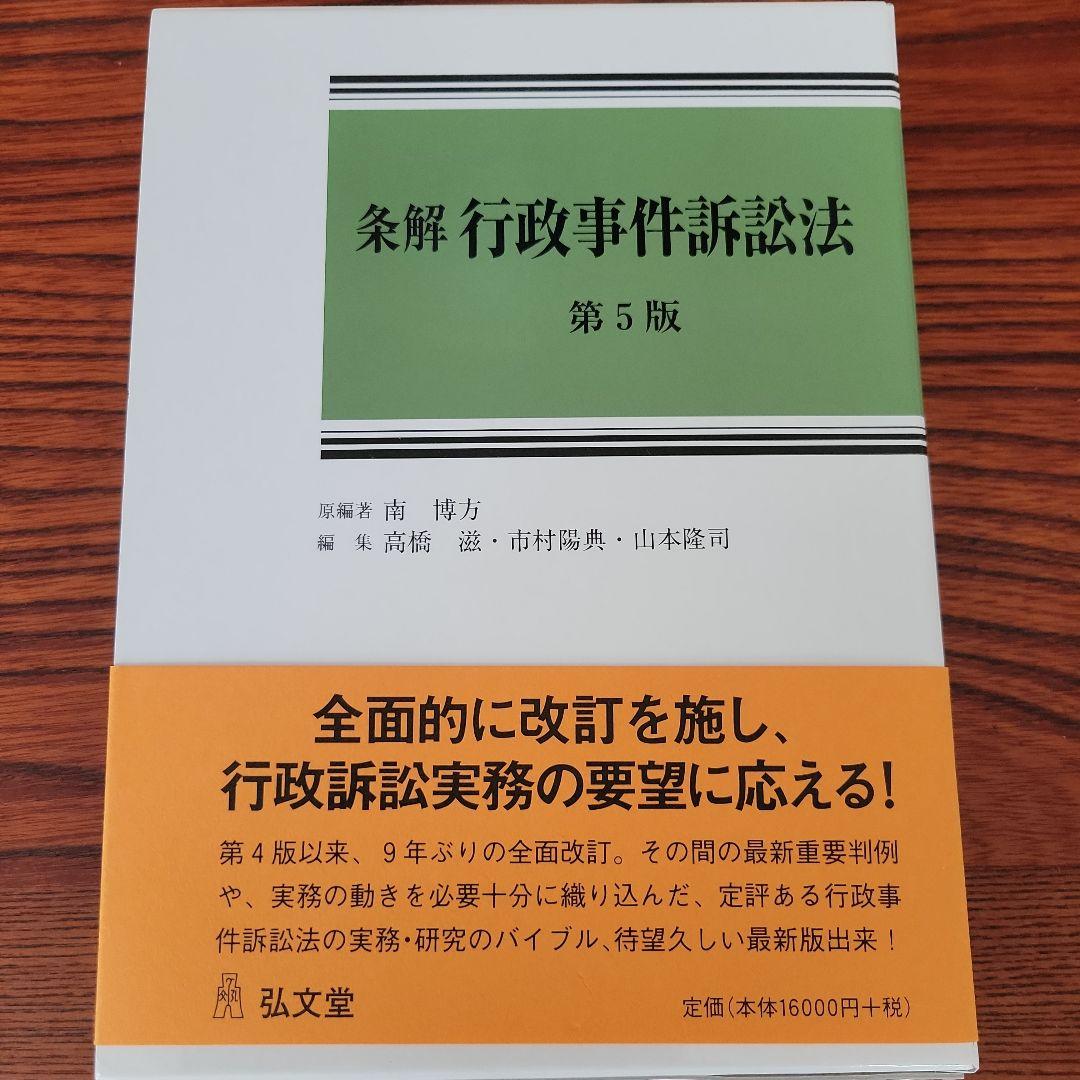 条解 行政事件訴訟法
第5版
原編著 南 博方
編 集 高橋 滋・市村陽典・山本隆司
全面的に改訂を施し、
行政訴訟実務の要望に応える!
第4版以来、9年ぶりの全面改訂。その間の最新重要判例
や、実務の動きを必要十分に織り込んだ、定評ある行政事
件訴訟法の実務・研究のバイブル、待望久しい最新版出来!
弘文堂
定価(本体16000円+税)